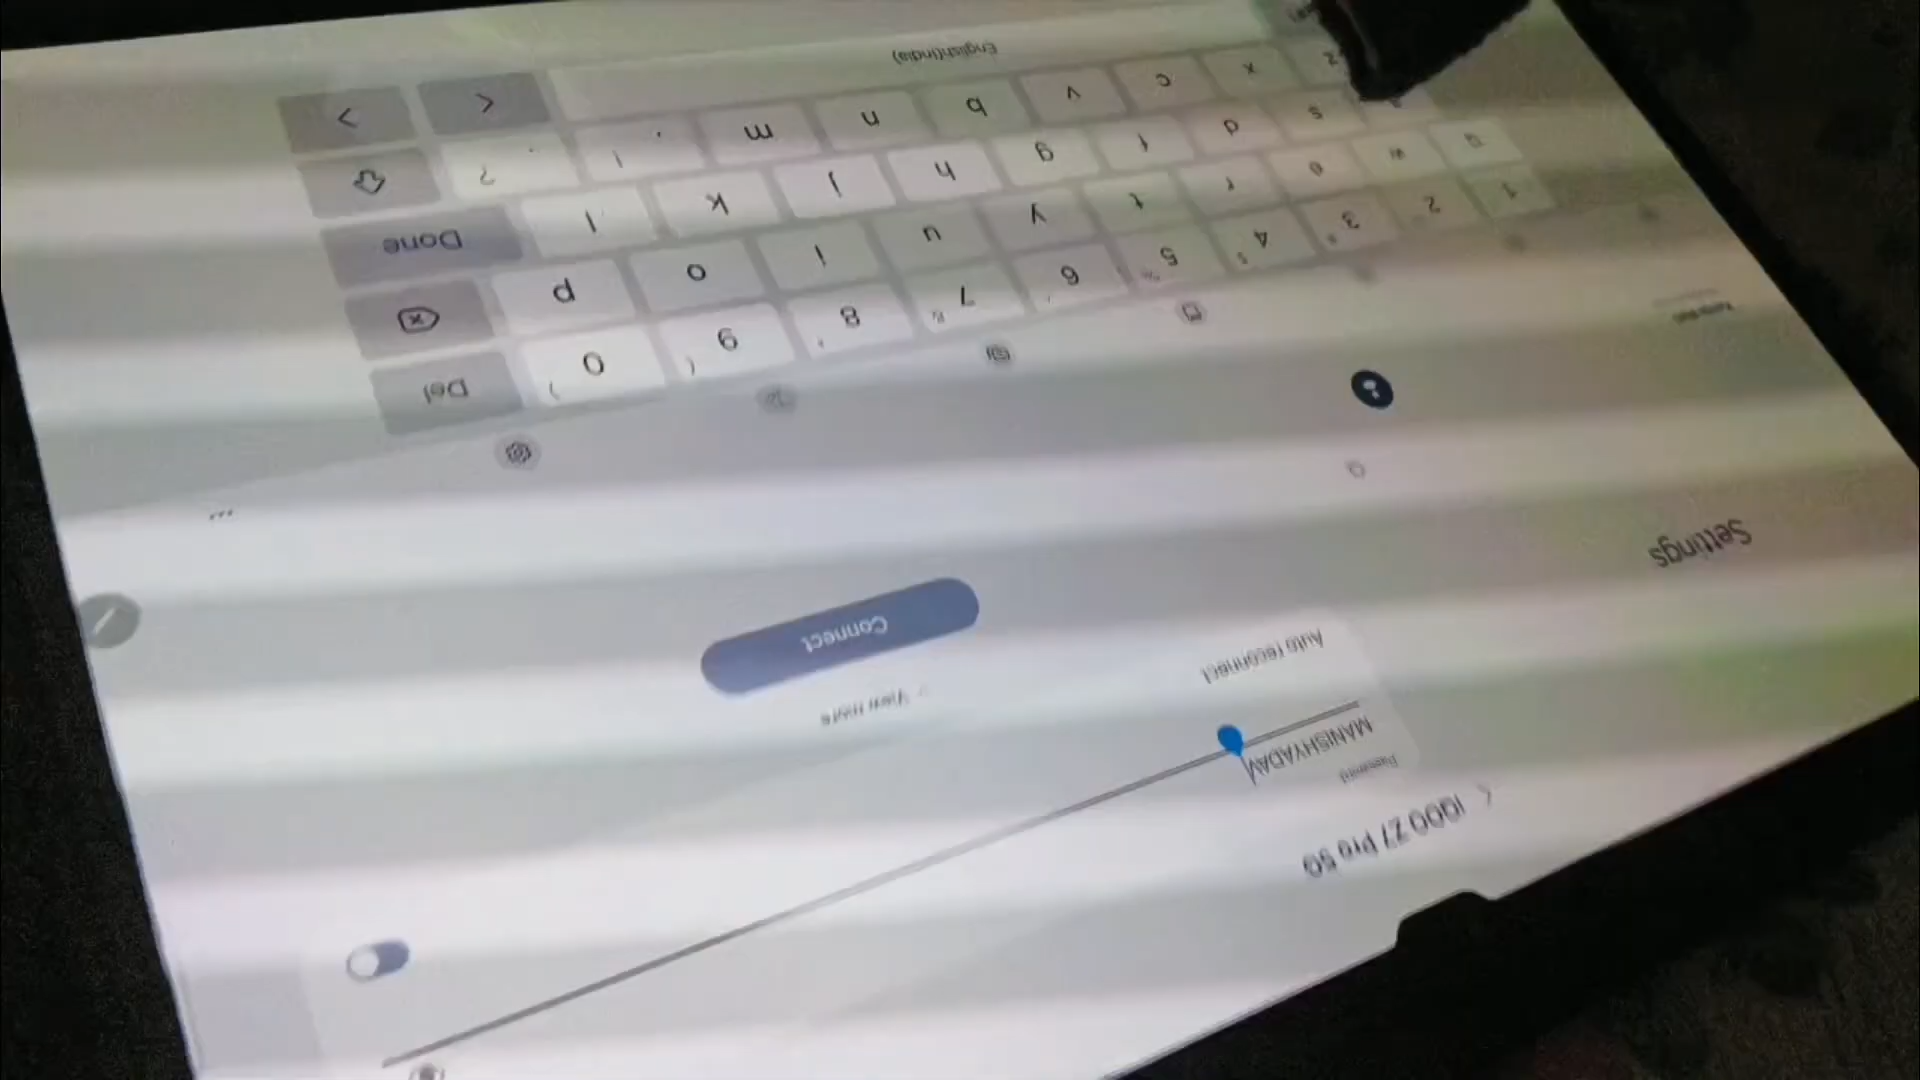 IQOO Z7 Pro 5G
Password
MANISHYADAV
Auto reconnect
View more
Connect
Settings
1 2 3 4 5 6 7 8 9 0 Del
q w e r t y u i o p
a s d f g h j k l Done
z x c v b n m ! ?
English(India)